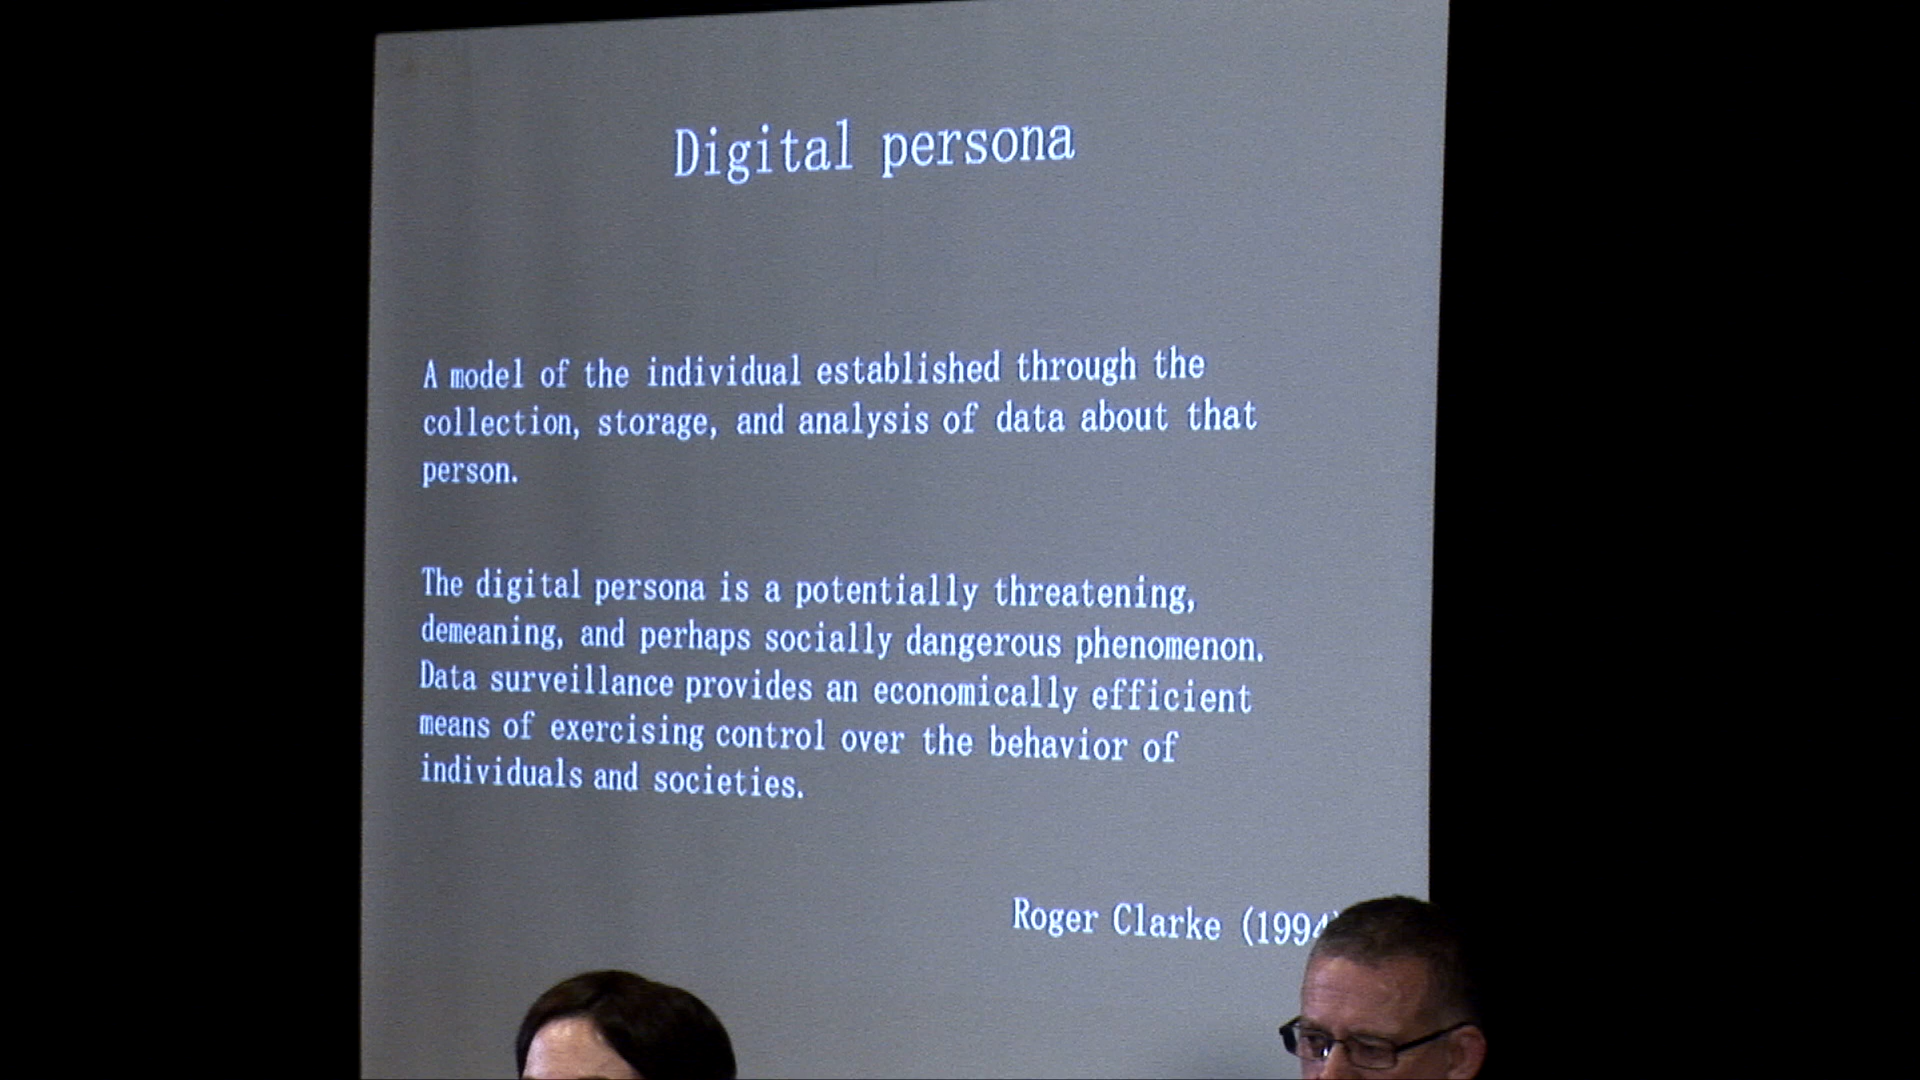 Digital persona
A model of the individual established through the
collection, storage, and analysis of data about that
person.
The digital persona is a potentially threatening,
demeaning, and perhaps socially dangerous phenomenon.
Data surveillance provides an economically efficient
means of exercising control over the behavior of
individuals and societies.
Roger Clarke (1994)